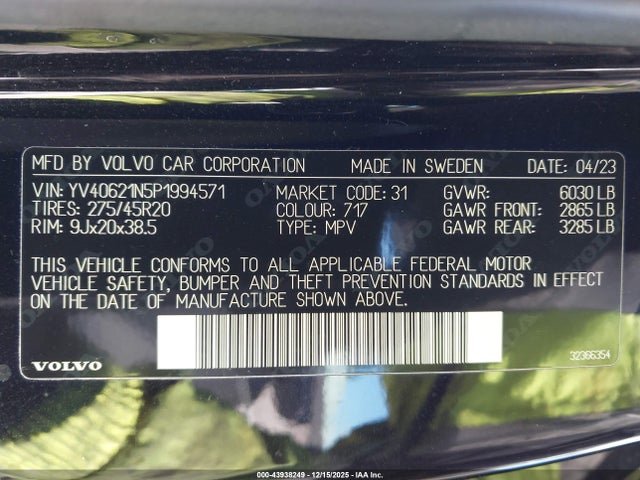 MFD BY VOLVO CAR CORPORATION MADE IN SWEDEN DATE: 04/23
VIN: YV40621N5P1994571 MARKET CODE: 31 GVWR: 6030 LB
TIRES: 275/45R20 COLOUR: 717 GAWR FRONT: 2865 LB
RIM: 9Jx20x38.5 TYPE: MPV GAWR REAR: 3285 LB
THIS VEHICLE CONFORMS TO ALL APPLICABLE FEDERAL MOTOR
VEHICLE SAFETY, BUMPER AND THEFT PREVENTION STANDARDS IN EFFECT
ON THE DATE OF MANUFACTURE SHOWN ABOVE.
VOLVO 32366354
000-43938249 - 12/15/2025 - IAA Inc.